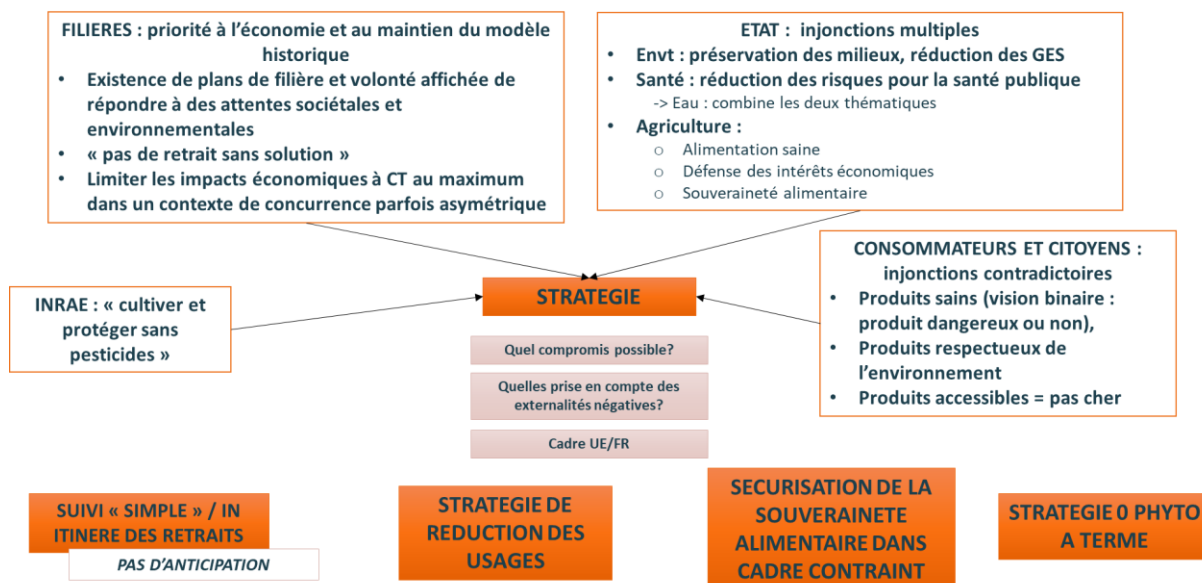 FILIERES : priorité à l'économie et au maintien du modèle
historique
• Existence de plans de filière et volonté affichée de
répondre à des attentes sociétales et
environnementales
• « pas de retrait sans solution »
• Limiter les impacts économiques à CT au maximum
dans un contexte de concurrence parfois asymétrique
ETAT : injonctions multiples
• Envt : préservation des milieux, réduction des GES
• Santé : réduction des risques pour la santé publique
-> Eau : combine les deux thématiques
• Agriculture :
o Alimentation saine
o Défense des intérêts économiques
o Souveraineté alimentaire
INRAE : « cultiver et
protéger sans
pesticides »
STRATEGIE
CONSOMMATEURS ET CITOYENS :
injonctions contradictoires
• Produits sains (vision binaire :
produit dangereux ou non),
• Produits respectueux de
l'environnement
• Produits accessibles = pas cher
Quel compromis possible?
Quelles prise en compte des
externalités négatives?
Cadre UE/FR
SUIVI « SIMPLE » / IN
ITINERE DES RETRAITS
PAS D'ANTICIPATION
STRATEGIE DE
REDUCTION DES
USAGES
SECURISATION DE LA
SOUVERAINETE
ALIMENTAIRE DANS
CADRE CONTRAINT
STRATEGIE 0 PHYTO
A TERME